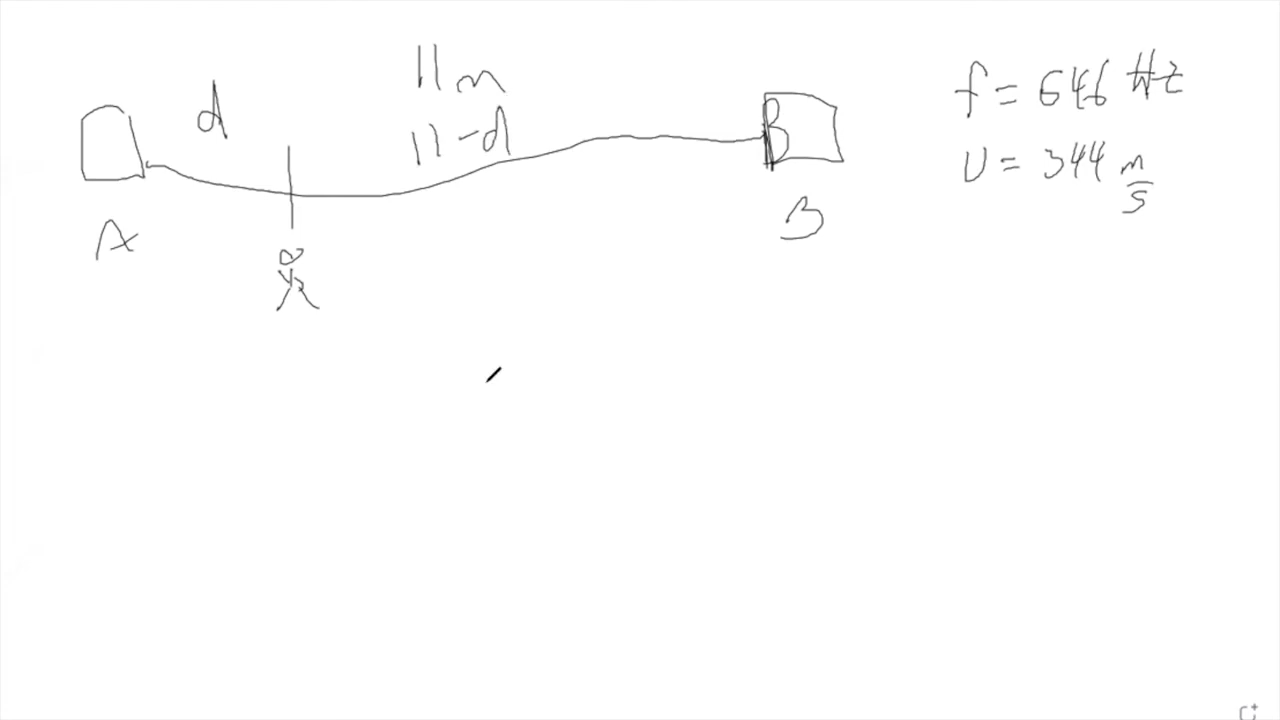 11 m
d
11-d
B
A
B
f = 646 Hz
v = 344 m/s